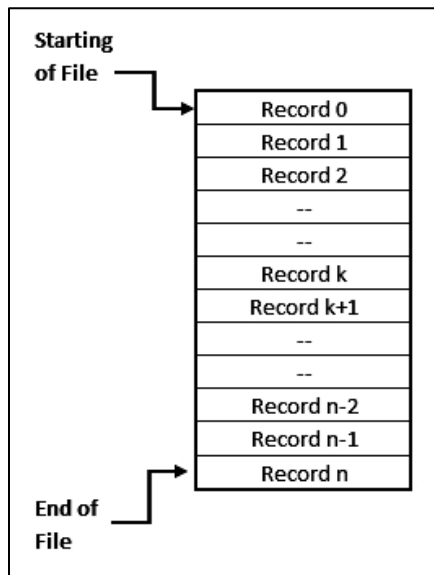 Starting
of File
Record 0
Record 1
Record 2
--
--
Record k
Record k+1
--
--
Record n-2
Record n-1
Record n
End of
File